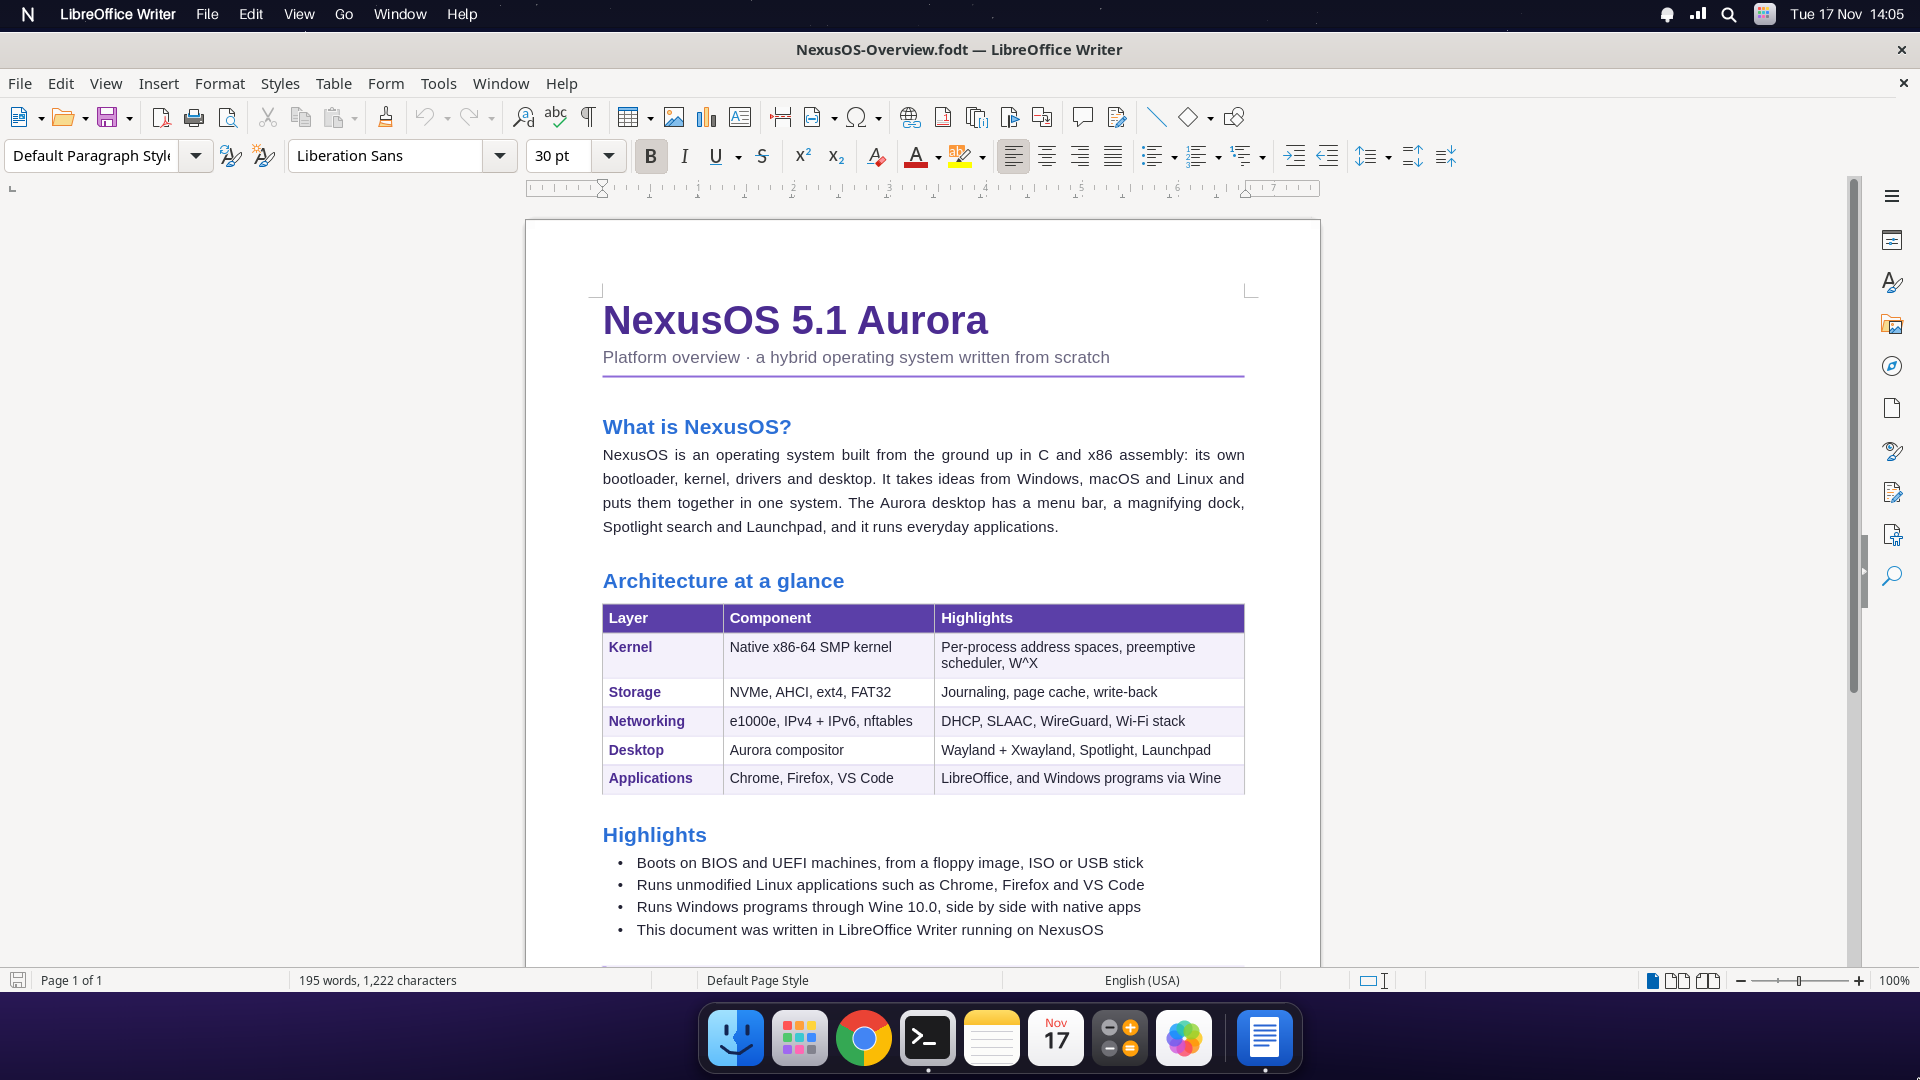 LibreOffice Writer File Edit View Go Window Help Tue 17 Nov 14:05
NexusOS-Overview.fodt — LibreOffice Writer
File Edit View Insert Format Styles Table Form Tools Window Help
Default Paragraph Style Liberation Sans 30 pt
1 2 3 4 5 6 7
NexusOS 5.1 Aurora
Platform overview · a hybrid operating system written from scratch
What is NexusOS?
NexusOS is an operating system built from the ground up in C and x86 assembly: its own
bootloader, kernel, drivers and desktop. It takes ideas from Windows, macOS and Linux and
puts them together in one system. The Aurora desktop has a menu bar, a magnifying dock,
Spotlight search and Launchpad, and it runs everyday applications.
Architecture at a glance
Layer Component Highlights
Kernel Native x86-64 SMP kernel Per-process address spaces, preemptive
scheduler, W^X
Storage NVMe, AHCI, ext4, FAT32 Journaling, page cache, write-back
Networking e1000e, IPv4 + IPv6, nftables DHCP, SLAAC, WireGuard, Wi-Fi stack
Desktop Aurora compositor Wayland + Xwayland, Spotlight, Launchpad
Applications Chrome, Firefox, VS Code LibreOffice, and Windows programs via Wine
Highlights
• Boots on BIOS and UEFI machines, from a floppy image, ISO or USB stick
• Runs unmodified Linux applications such as Chrome, Firefox and VS Code
• Runs Windows programs through Wine 10.0, side by side with native apps
• This document was written in LibreOffice Writer running on NexusOS
Page 1 of 1 195 words, 1,222 characters Default Page Style English (USA) 100%
Nov
17